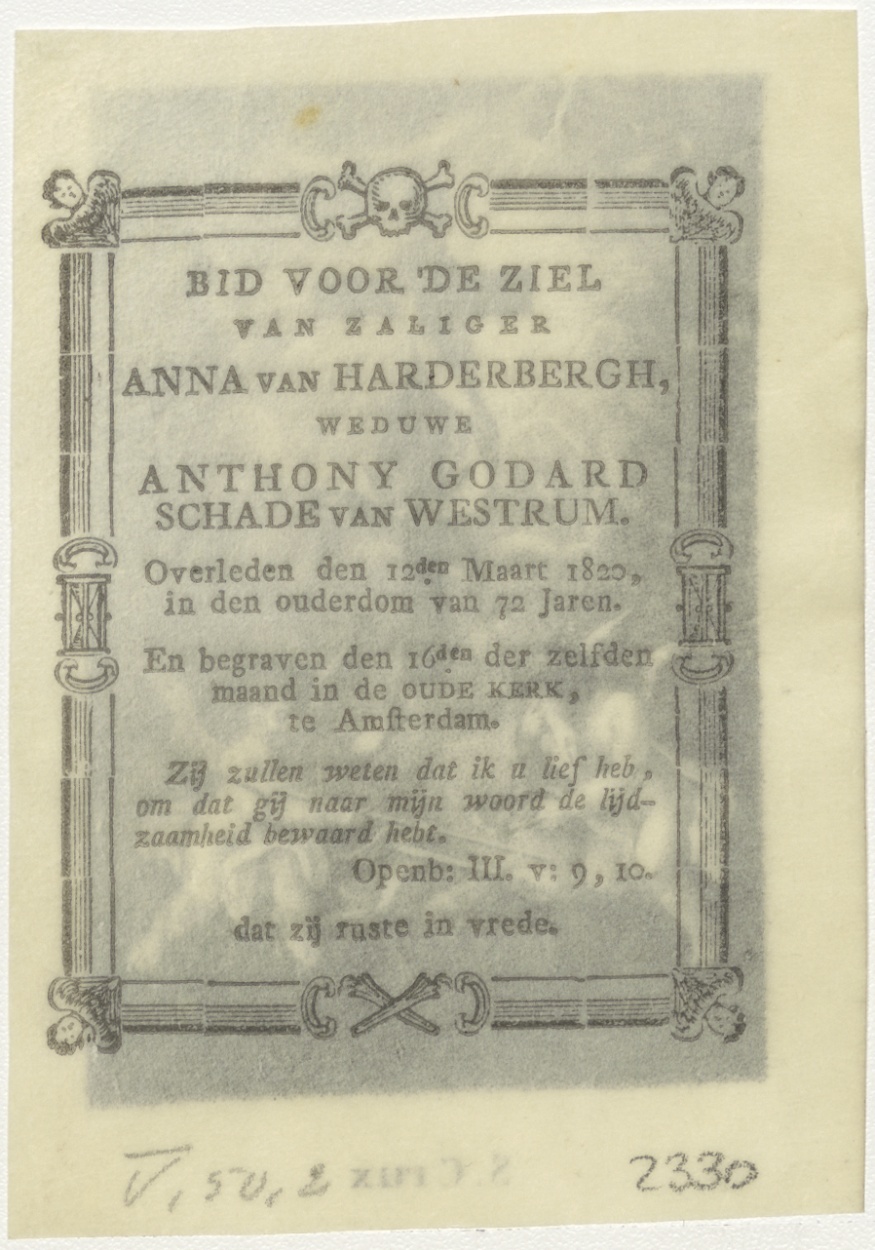 BID VOOR DE ZIEL
VAN ZALIGER
ANNA VAN HARDERBERGH,
WEDUWE
ANTHONY GODARD
SCHADE VAN WESTRUM.
Overleden den 12den Maart 1820,
in den ouderdom van 72 Jaren.
En begraven den 16den der zelfden
maand in de OUDE KERK,
te Amsterdam.
Zij zullen weten dat ik u lief heb,
om dat gij naar mijn woord de lijd-
zaamheid bewaard hebt.
Openb: III. v: 9, 10.
dat zij ruste in vrede.
V, 50, 2
S. Crux
2330